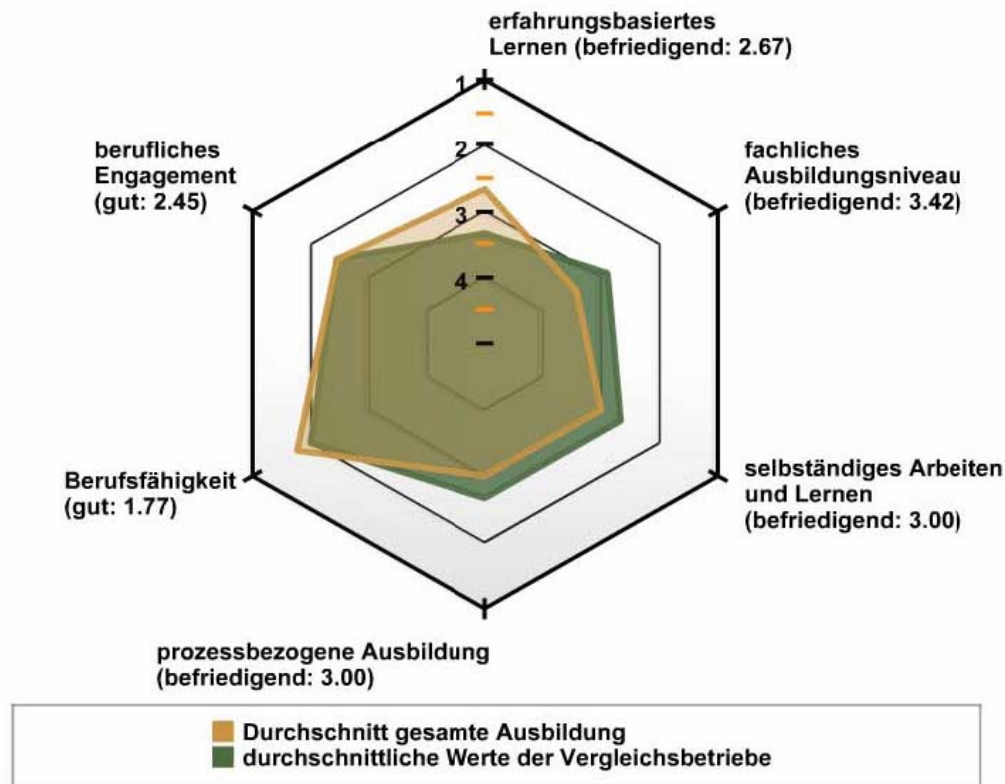 erfahrungsbasiertes
Lernen (befriedigend: 2.67)
1
2
3
4
berufliches
Engagement
(gut: 2.45)
fachliches
Ausbildungsniveau
(befriedigend: 3.42)
Berufsfähigkeit
(gut: 1.77)
selbständiges Arbeiten
und Lernen
(befriedigend: 3.00)
prozessbezogene Ausbildung
(befriedigend: 3.00)
Durchschnitt gesamte Ausbildung
durchschnittliche Werte der Vergleichsbetriebe